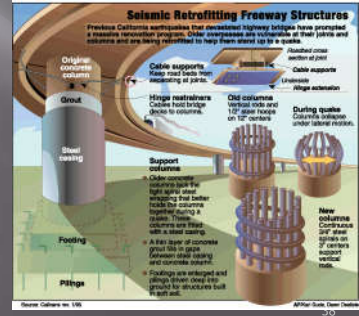 Seismic Retrofitting Freeway Structures
Previous California earthquakes that devastated highway bridges have prompted
a massive renovation program. Older overpasses are vulnerable at their joints and
columns and are being retrofitted to help them stand up to a quake.
Original
concrete
column
Grout
Steel
casing
Footing
Pilings
Cable supports
Keep road beds from
separating at joints.
Hinge restrainers
Cables hold bridge
decks to columns.
Roadbed cross
section at joint
Cable supports
Underside
Hinge extension
Support
columns
Older concrete
columns lack the
tight spiral steel
wrapping that better
holds the columns
together during a
quake. These
columns are fitted
with a steel casing.
A thin layer of concrete
grout fills in gaps
between steel casing
and concrete column.
Footings are enlarged and
pilings driven deep into
ground for structures built
in soft soil.
Old columns
Vertical rods and
1/2" steel hoops
on 12" centers
During quake
Columns collapse
under lateral motion.
New
columns
Continuous
3/4" steel
spirals on
3" centers
support
vertical
rods.
Source: Caltrans
AP/Karl Gude,
38